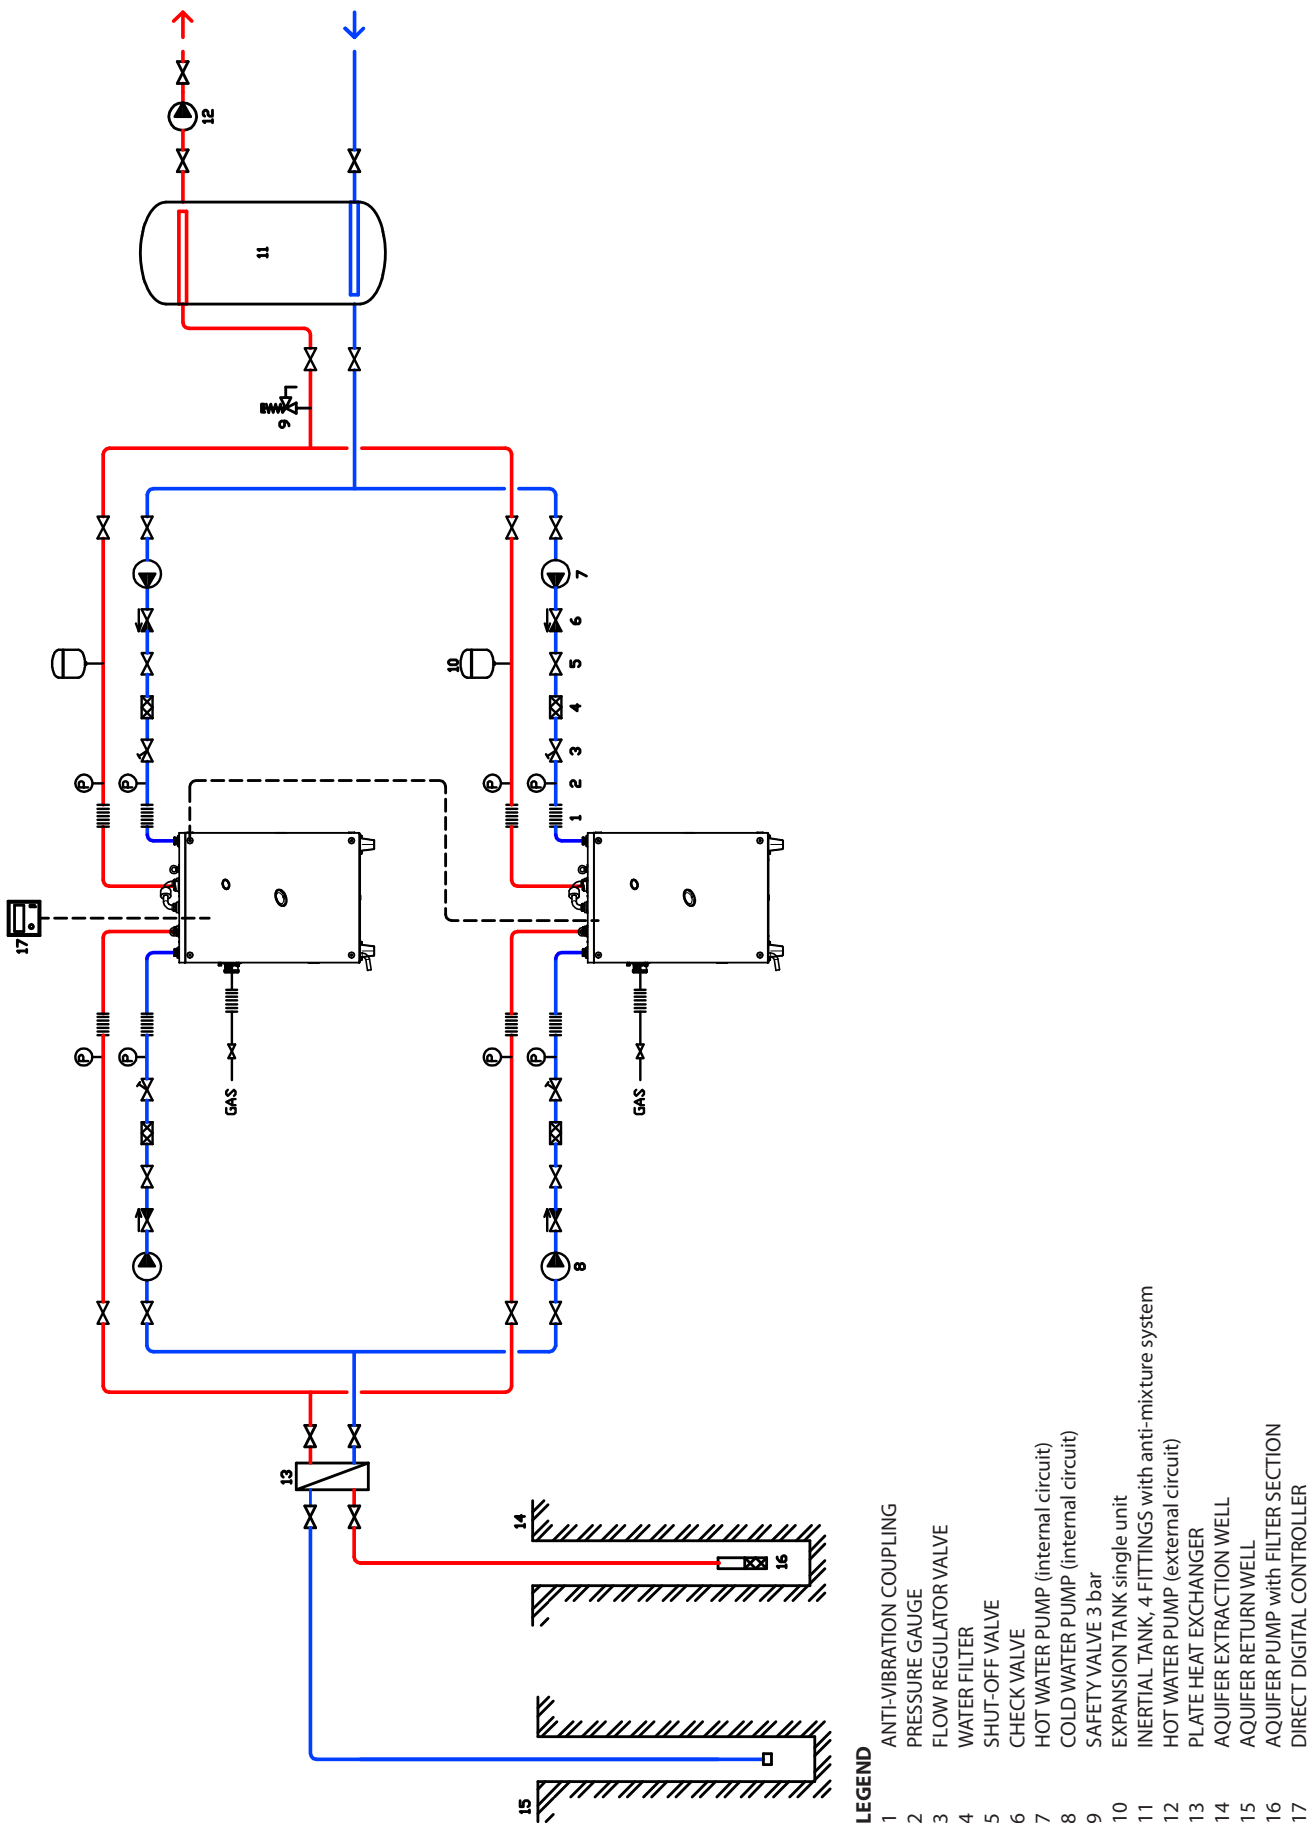 12
11
9
10
7
6
5
4
3
2
1
P
P
P
P
17
GAS
GAS
P
P
P
P
8
13
14
16
15
LEGEND
1 ANTI-VIBRATION COUPLING
2 PRESSURE GAUGE
3 FLOW REGULATOR VALVE
4 WATER FILTER
5 SHUT-OFF VALVE
6 CHECK VALVE
7 HOT WATER PUMP (internal circuit)
8 COLD WATER PUMP (internal circuit)
9 SAFETY VALVE 3 bar
10 EXPANSION TANK single unit
11 INERTIAL TANK, 4 FITTINGS with anti-mixture system
12 HOT WATER PUMP (external circuit)
13 PLATE HEAT EXCHANGER
14 AQUIFER EXTRACTION WELL
15 AQUIFER RETURN WELL
16 AQUIFER PUMP with FILTER SECTION
17 DIRECT DIGITAL CONTROLLER